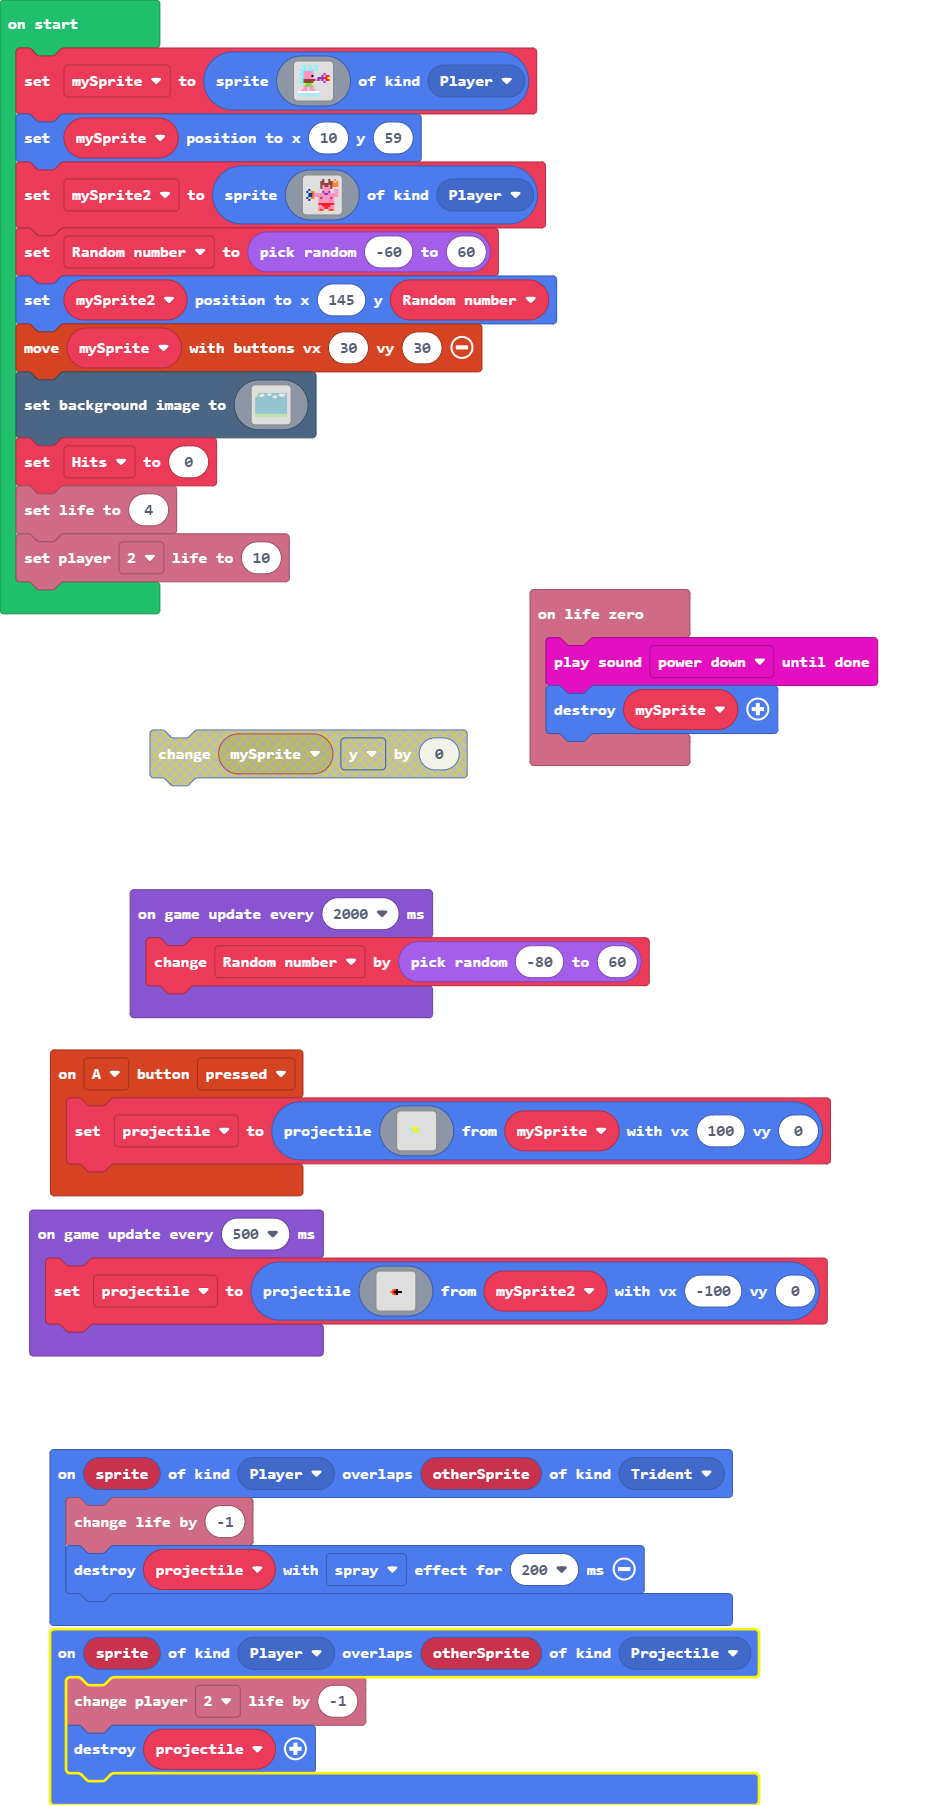 on start
set mySprite to sprite of kind Player
set mySprite position to x 10 y 59
set mySprite2 to sprite of kind Player
set Random number to pick random -60 to 60
set mySprite2 position to x 145 y Random number
move mySprite with buttons vx 30 vy 30
set background image to
set Hits to 0
set life to 4
set player 2 life to 10
on life zero
play sound power down until done
destroy mySprite
change mySprite y by 0
on game update every 2000 ms
change Random number by pick random -80 to 60
on A button pressed
set projectile to projectile from mySprite with vx 100 vy 0
on game update every 500 ms
set projectile to projectile from mySprite2 with vx -100 vy 0
on sprite of kind Player overlaps otherSprite of kind Trident
change life by -1
destroy projectile with spray effect for 200 ms
on sprite of kind Player overlaps otherSprite of kind Projectile
change player 2 life by -1
destroy projectile